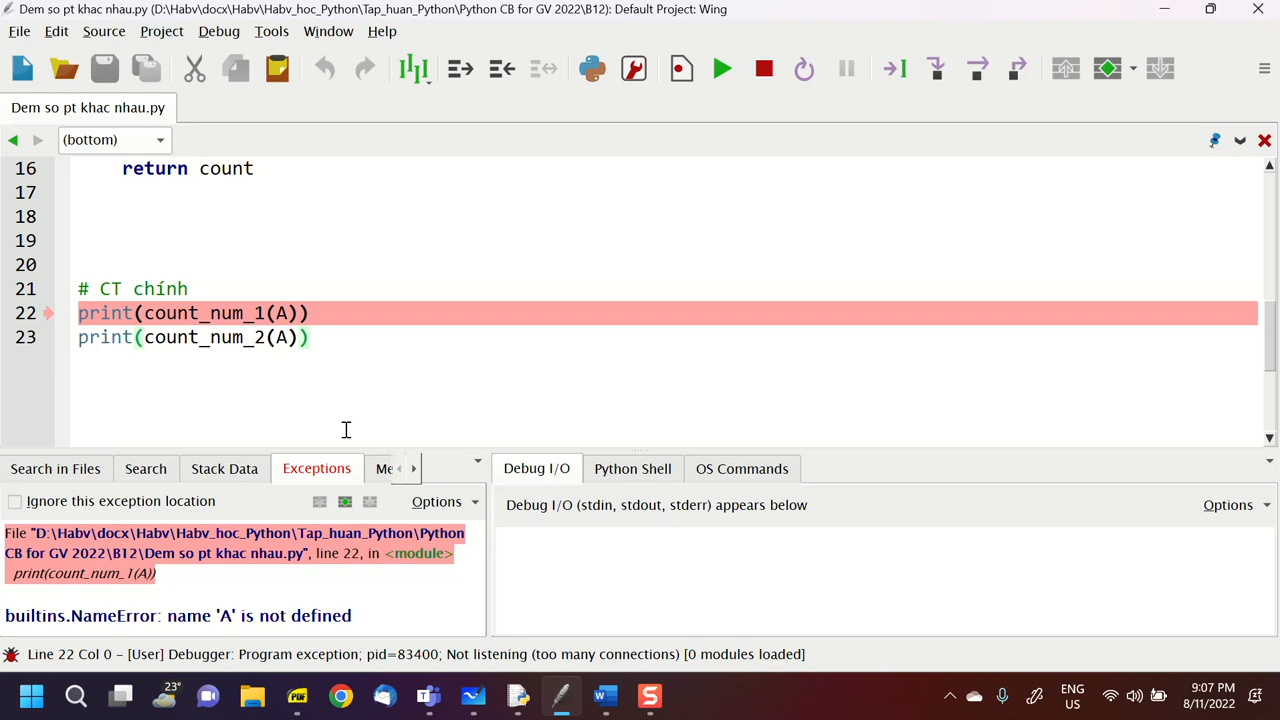 Dem so pt khac nhau.py (D:\Habv\docx\Habv\Habv_hoc_Python\Tap_huan_Python\Python CB for GV 2022\B12): Default Project: Wing
File Edit Source Project Debug Tools Window Help
Dem so pt khac nhau.py
(bottom)
16 return count
17
18
19
20
21 # CT chính
22 print(count_num_1(A))
23 print(count_num_2(A))
Search in Files Search Stack Data Exceptions Me
Debug I/O Python Shell OS Commands
Ignore this exception location Options
Debug I/O (stdin, stdout, stderr) appears below Options
File "D:\Habv\docx\Habv\Habv_hoc_Python\Tap_huan_Python\Python
CB for GV 2022\B12\Dem so pt khac nhau.py", line 22, in <module>
print(count_num_1(A))
builtins.NameError: name 'A' is not defined
Line 22 Col 0 – [User] Debugger: Program exception; pid=83400; Not listening (too many connections) [0 modules loaded]
23°
PDF
ENG
US
9:07 PM
8/11/2022